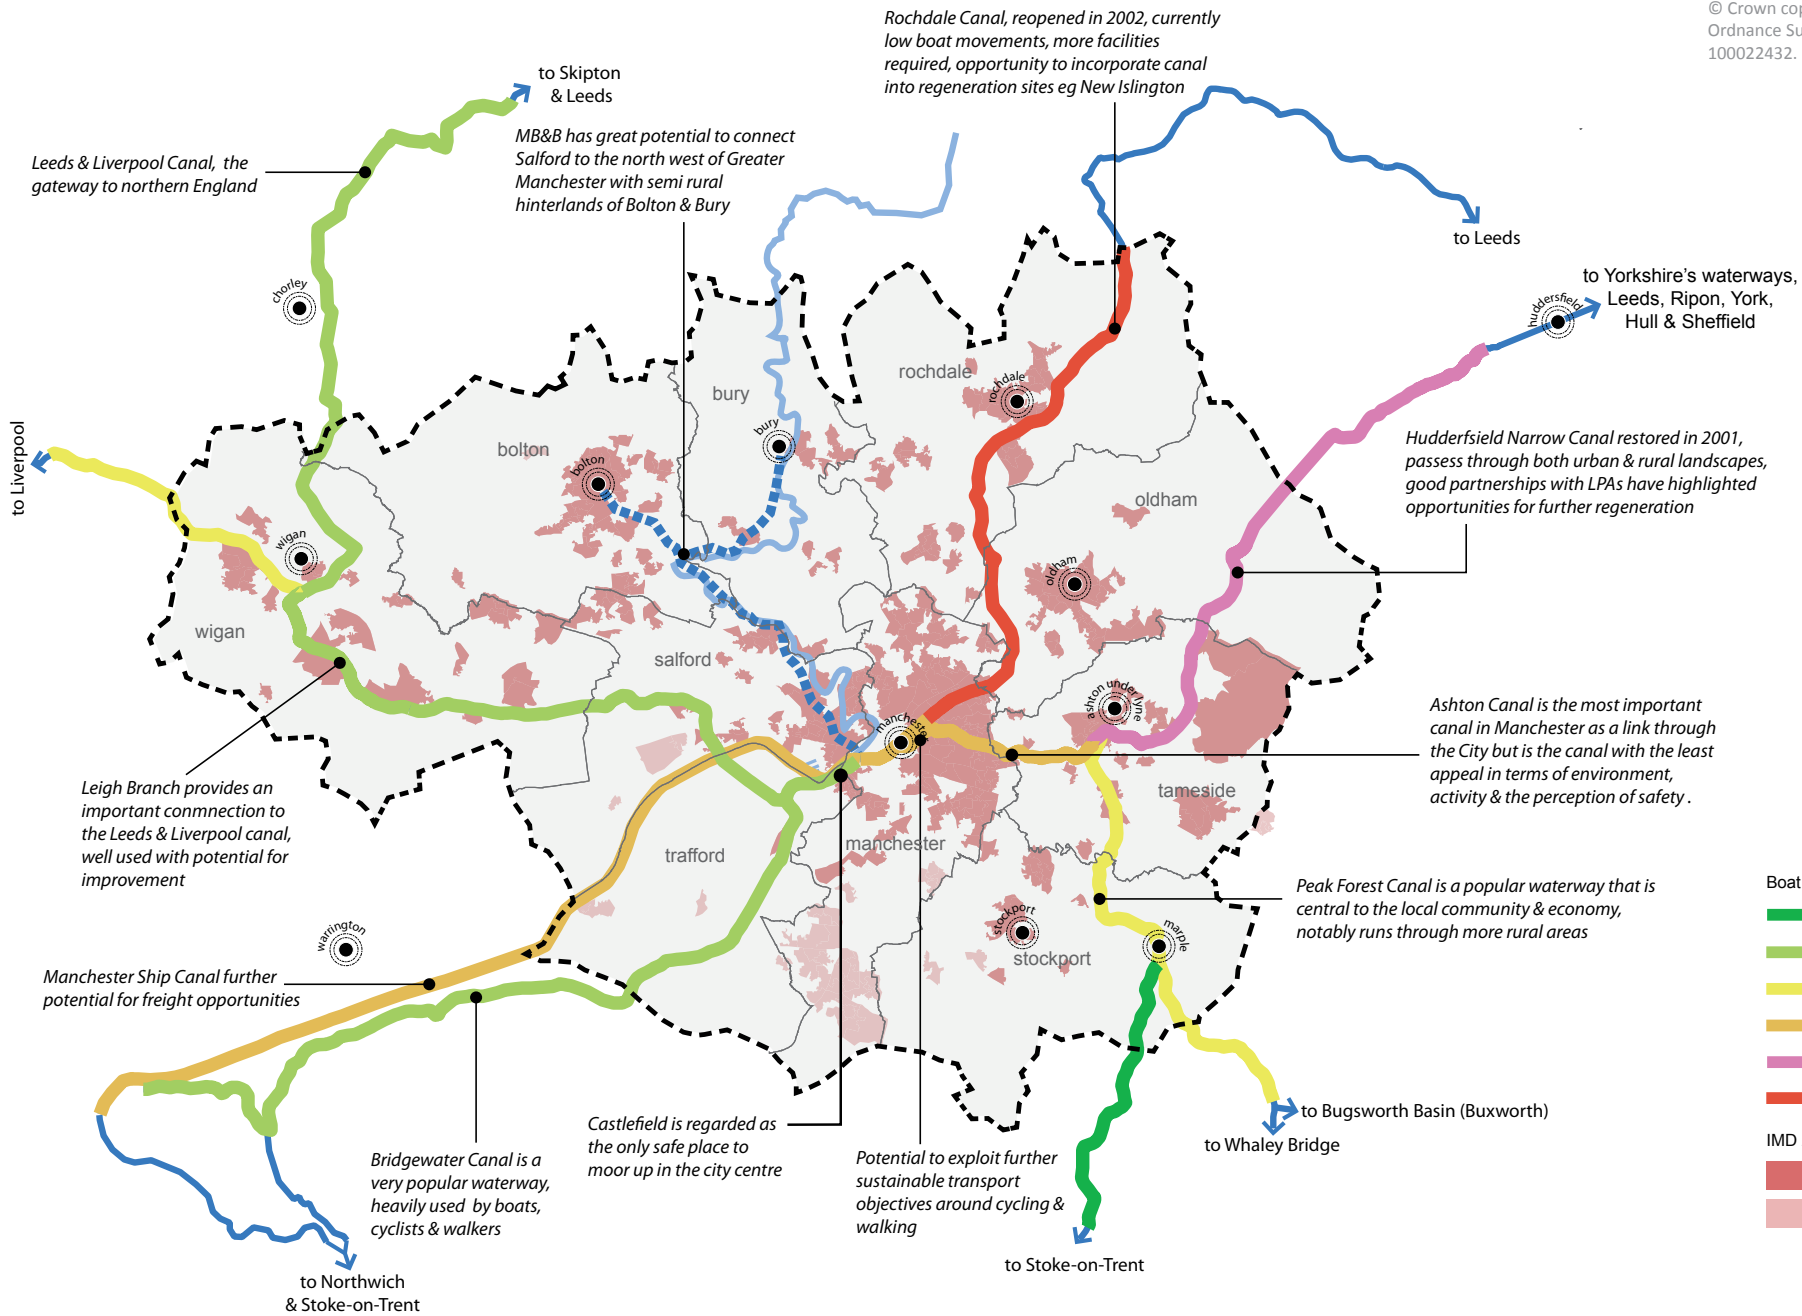 © Crown cop
Ordnance Su
100022432.
Rochdale Canal, reopened in 2002, currently
low boat movements, more facilities
required, opportunity to incorporate canal
into regeneration sites eg New Islington
to Skipton
& Leeds
MB&B has great potential to connect
Salford to the north west of Greater
Manchester with semi rural
hinterlands of Bolton & Bury
Leeds & Liverpool Canal, the
gateway to northern England
to Leeds
to Yorkshire's waterways,
Leeds, Ripon, York,
Hull & Sheffield
huddersfield
chorley
rochdale
rochdale
bury
bury
bolton
bolton
to Liverpool
Hudderfsield Narrow Canal restored in 2001,
passess through both urban & rural landscapes,
good partnerships with LPAs have highlighted
opportunities for further regeneration
oldham
oldham
wigan
wigan
salford
ashton under lyne
manchester
Ashton Canal is the most important
canal in Manchester as a link through
the City but is the canal with the least
appeal in terms of environment,
activity & the perception of safety .
Leigh Branch provides an
important conmnection to
the Leeds & Liverpool canal,
well used with potential for
improvement
tameside
manchester
trafford
Peak Forest Canal is a popular waterway that is
central to the local community & economy,
notably runs through more rural areas
Boat
warrington
stockport
stockport
marple
Manchester Ship Canal further
potential for freight opportunities
Castlefield is regarded as
the only safe place to
moor up in the city centre
Bridgewater Canal is a
very popular waterway,
heavily used by boats,
cyclists & walkers
Potential to exploit further
sustainable transport
objectives around cycling &
walking
to Bugsworth Basin (Buxworth)
to Whaley Bridge
IMD
to Stoke-on-Trent
to Northwich
& Stoke-on-Trent